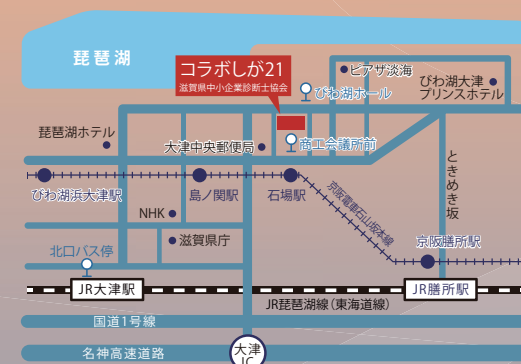 琵琶湖
コラボしが21
滋賀県中小企業診断士協会
ピアザ淡海
びわ湖ホール
びわ湖大津
プリンスホテル
琵琶湖ホテル
大津中央郵便局
商工会議所前
ときめき坂
びわ湖浜大津駅
島ノ関駅
石場駅
京阪電車石山坂本線
NHK
滋賀県庁
京阪膳所駅
北口バス停
JR大津駅
JR膳所駅
JR琵琶湖線(東海道線)
国道1号線
名神高速道路
大津
IC